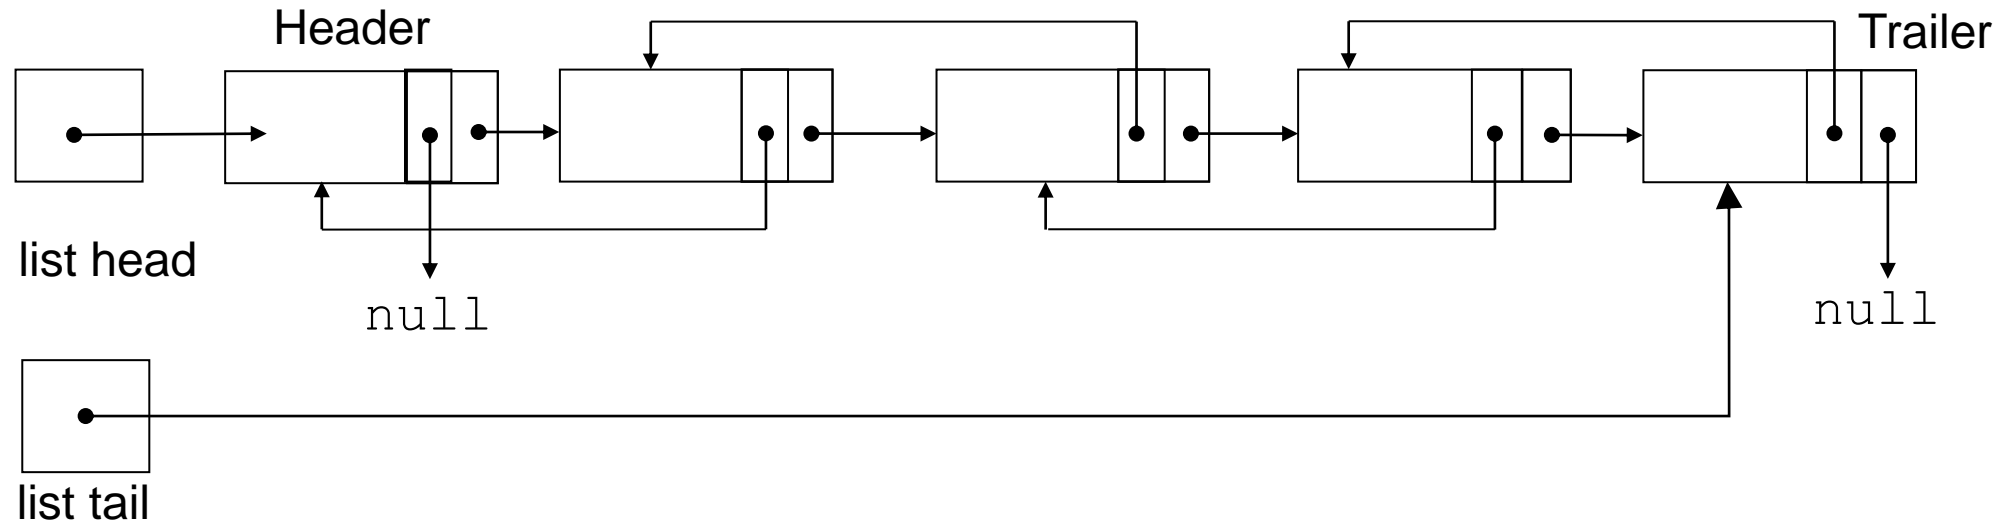 Header
Trailer
list head
null
null
list tail